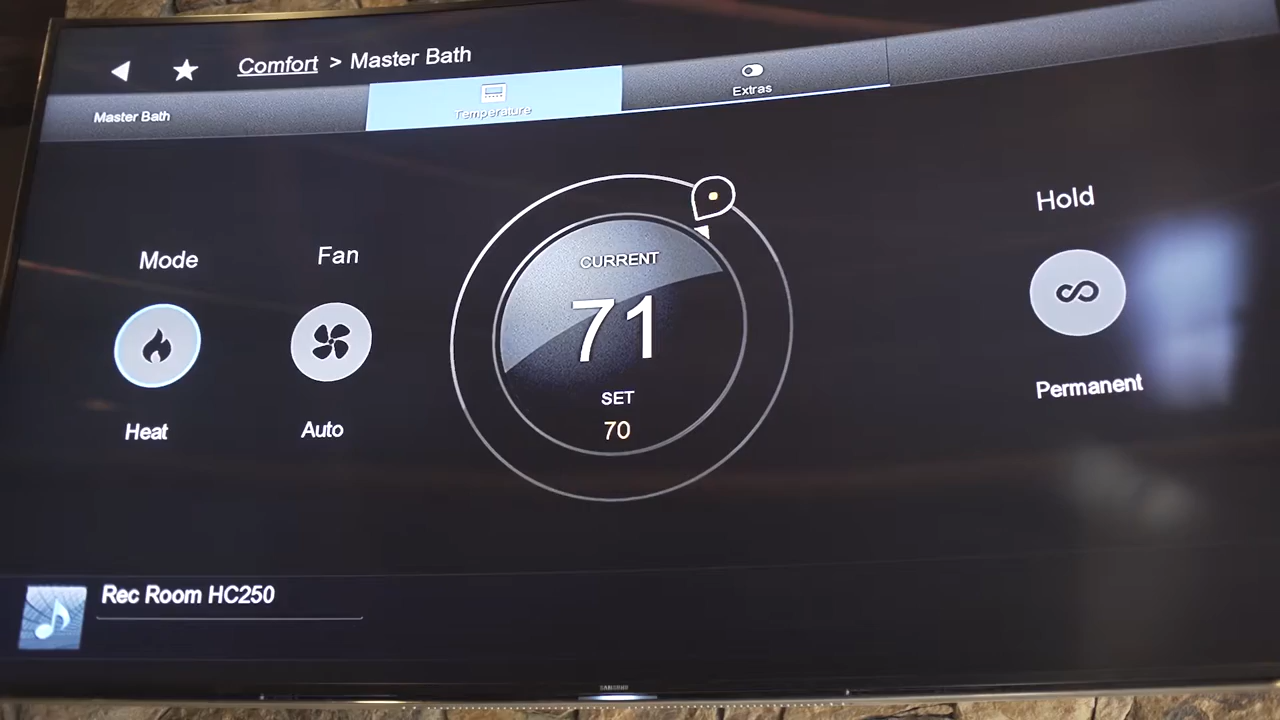 Comfort > Master Bath
Master Bath
Temperature
Extras
Mode
Fan
Hold
CURRENT
71
SET
70
Heat
Auto
Permanent
Rec Room HC250
SAMSUNG